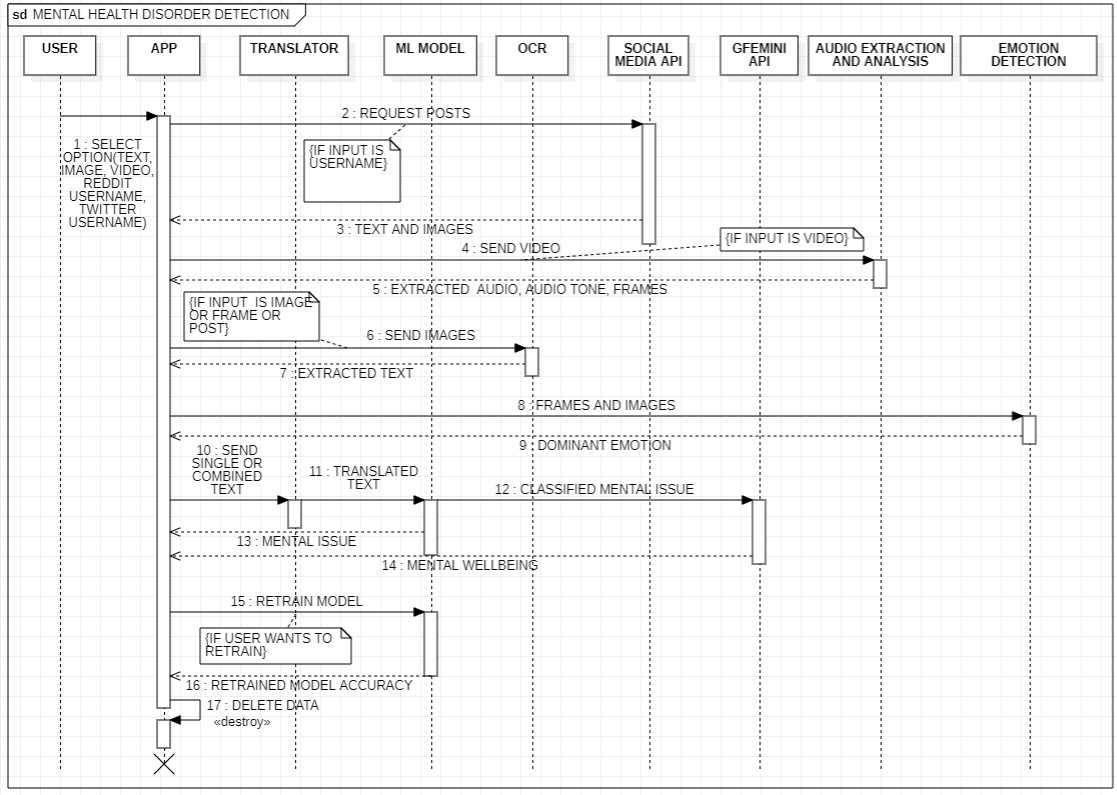 sd MENTAL HEALTH DISORDER DETECTION
USER
APP
TRANSLATOR
ML MODEL
OCR
SOCIAL
MEDIA API
GFEMINI
API
AUDIO EXTRACTION
AND ANALYSIS
EMOTION
DETECTION
1 : SELECT
OPTION(TEXT,
IMAGE, VIDEO,
REDDIT
USERNAME,
TWITTER
USERNAME)
2 : REQUEST POSTS
{IF INPUT IS
USERNAME}
3 : TEXT AND IMAGES
4 : SEND VIDEO
{IF INPUT IS VIDEO}
5 : EXTRACTED  AUDIO, AUDIO TONE, FRAMES
{IF INPUT  IS IMAGE
OR FRAME OR
POST}
6 : SEND IMAGES
7 : EXTRACTED TEXT
8 : FRAMES AND IMAGES
9 : DOMINANT EMOTION
10 : SEND
SINGLE OR
COMBINED
TEXT
11 : TRANSLATED
TEXT
12 : CLASSIFIED MENTAL ISSUE
13 : MENTAL ISSUE
14 : MENTAL WELLBEING
15 : RETRAIN MODEL
{IF USER WANTS TO
RETRAIN}
16 : RETRAINED MODEL ACCURACY
17 : DELETE DATA
«destroy»